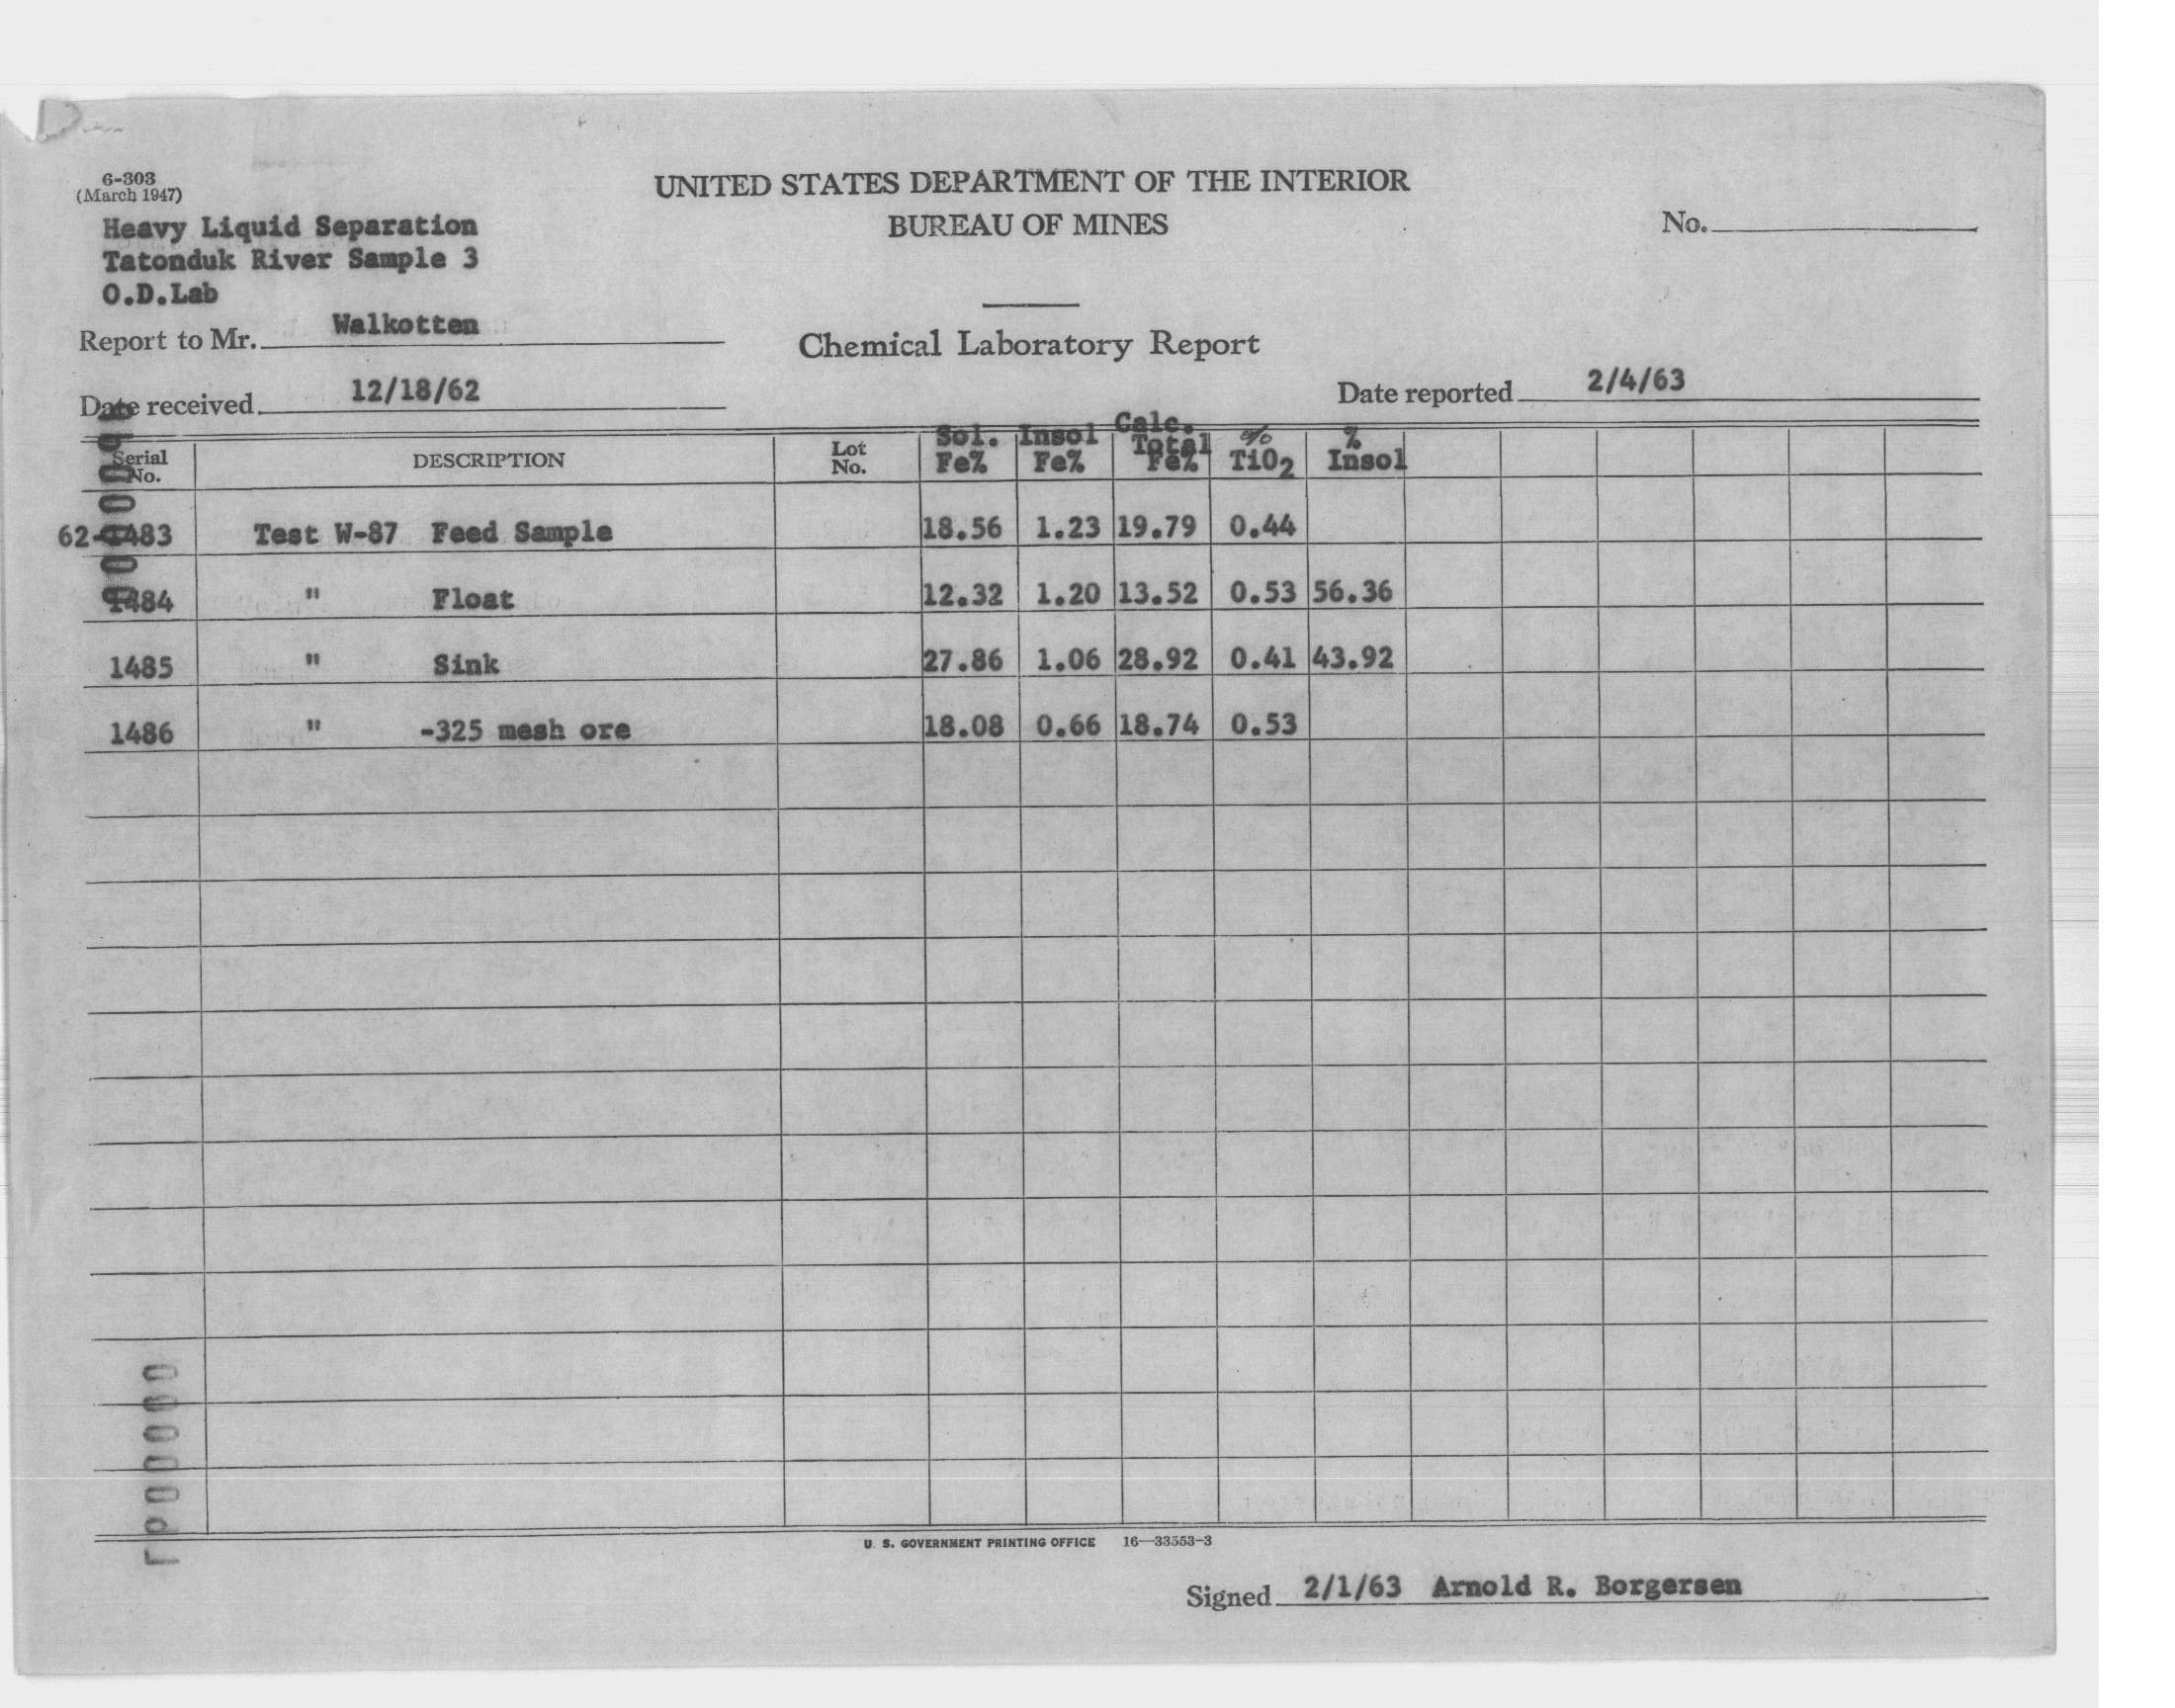 6-303
(March 1947)
UNITED STATES DEPARTMENT OF THE INTERIOR
BUREAU OF MINES
No.
Heavy Liquid Separation
Tatonduk River Sample 3
O.D.Lab
Report to Mr. Walkotten
Chemical Laboratory Report
Date received 12/18/62
Date reported 2/4/63
Serial No. DESCRIPTION Lot No. Sol. Fe% Insol Fe% Calc. Total Fe% % TiO2 % Insol
62-1483 Test W-87 Feed Sample 18.56 1.23 19.79 0.44
1484 " Float 12.32 1.20 13.52 0.53 56.36
1485 " Sink 27.86 1.06 28.92 0.41 43.92
1486 " -325 mesh ore 18.08 0.66 18.74 0.53
U. S. GOVERNMENT PRINTING OFFICE 16—33553-3
Signed 2/1/63 Arnold R. Borgersen